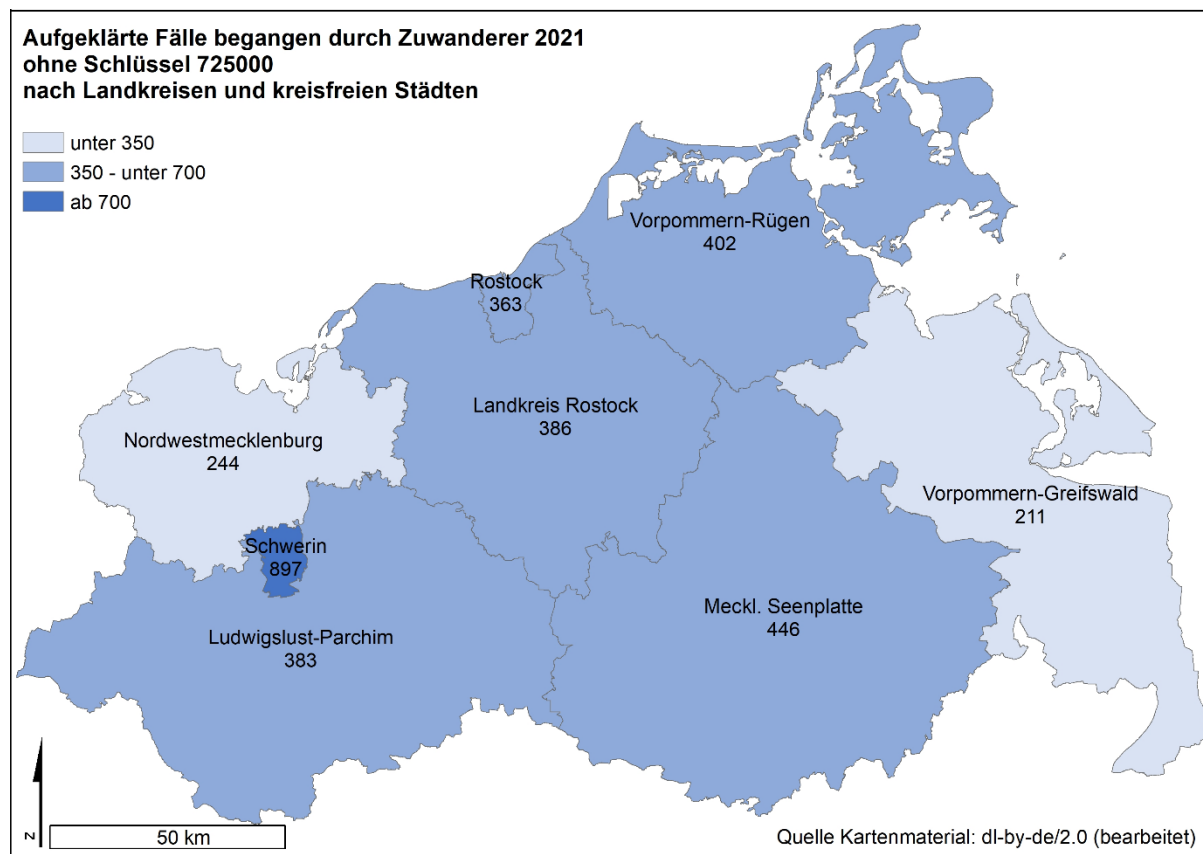 Aufgeklärte Fälle begangen durch Zuwanderer 2021
ohne Schlüssel 725000
nach Landkreisen und kreisfreien Städten
unter 350
350 - unter 700
ab 700
Vorpommern-Rügen
402
Rostock
363
Landkreis Rostock
386
Nordwestmecklenburg
244
Vorpommern-Greifswald
211
Schwerin
897
Meckl. Seenplatte
446
Ludwigslust-Parchim
383
N
50 km
Quelle Kartenmaterial: dl-by-de/2.0 (bearbeitet)